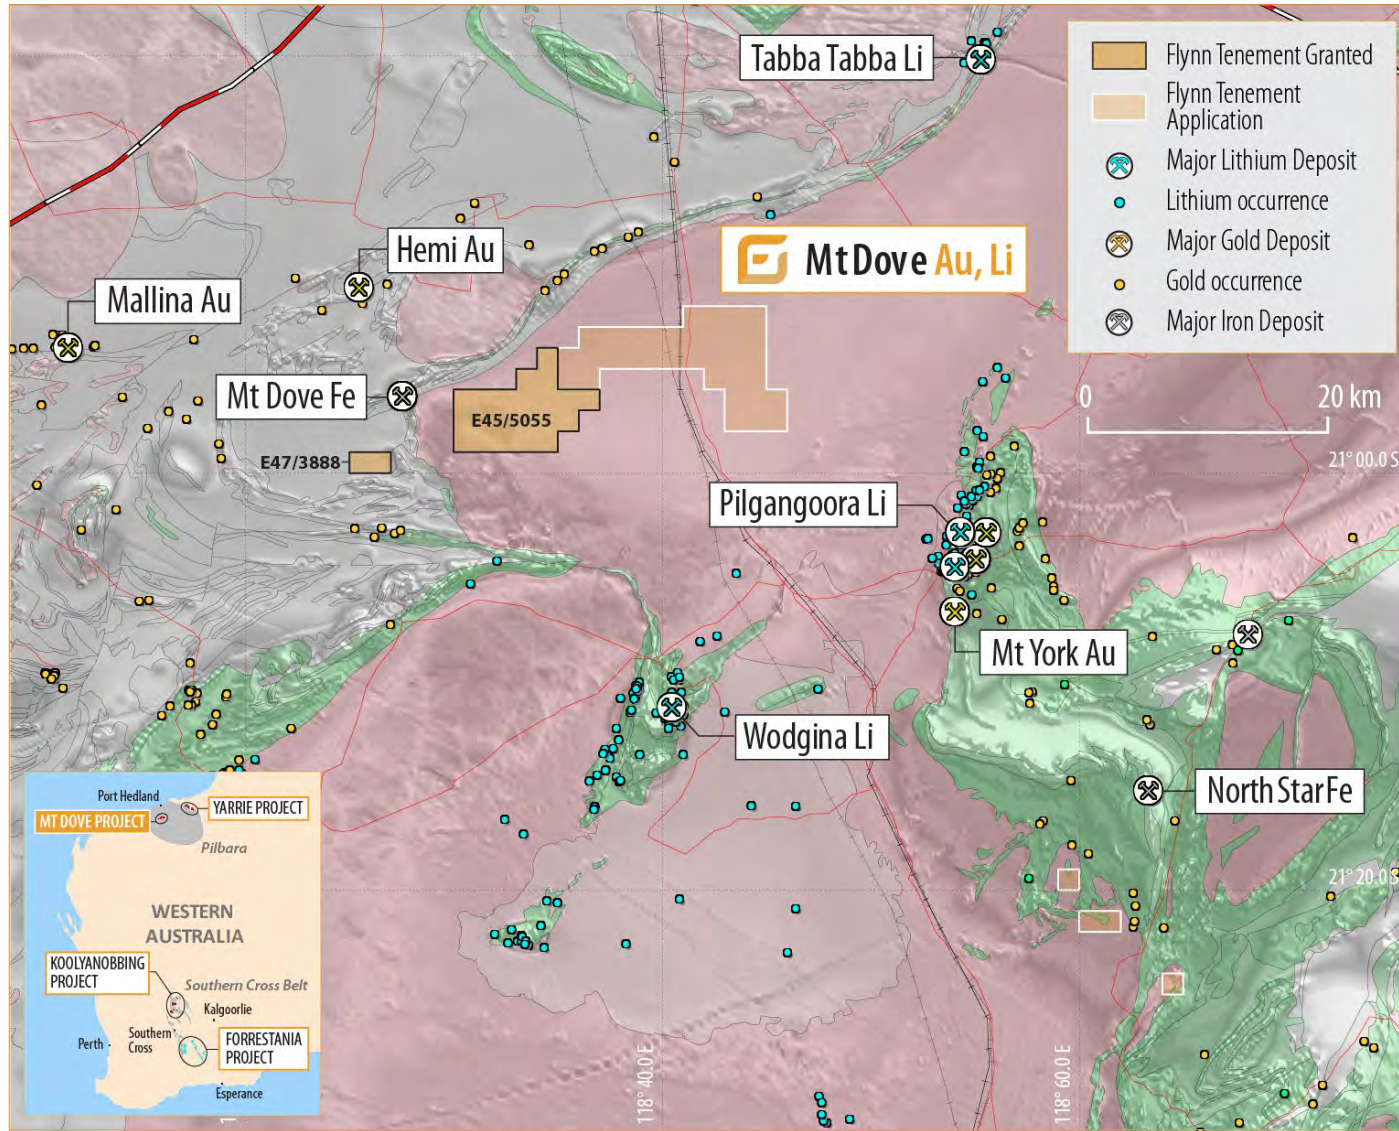 Tabba Tabba Li
Flynn Tenement Granted
Flynn Tenement
Application
Major Lithium Deposit
Lithium occurrence
Major Gold Deposit
Gold occurrence
Major Iron Deposit
Hemi Au
Mt Dove Au, Li
Mallina Au
Mt Dove Fe
0
20 km
E45/5055
E47/3888
21° 00.0 S
Pilgangoora Li
Mt York Au
Wodgina Li
North Star Fe
21° 20.0 S
Port Hedland
YARRIE PROJECT
MT DOVE PROJECT
Pilbara
WESTERN
AUSTRALIA
KOOLYANOBBING
PROJECT
Southern Cross Belt
Kalgoorlie
Southern
Cross
Perth
FORRESTANIA
PROJECT
Esperance
118° 40.0 E
118° 60.0 E